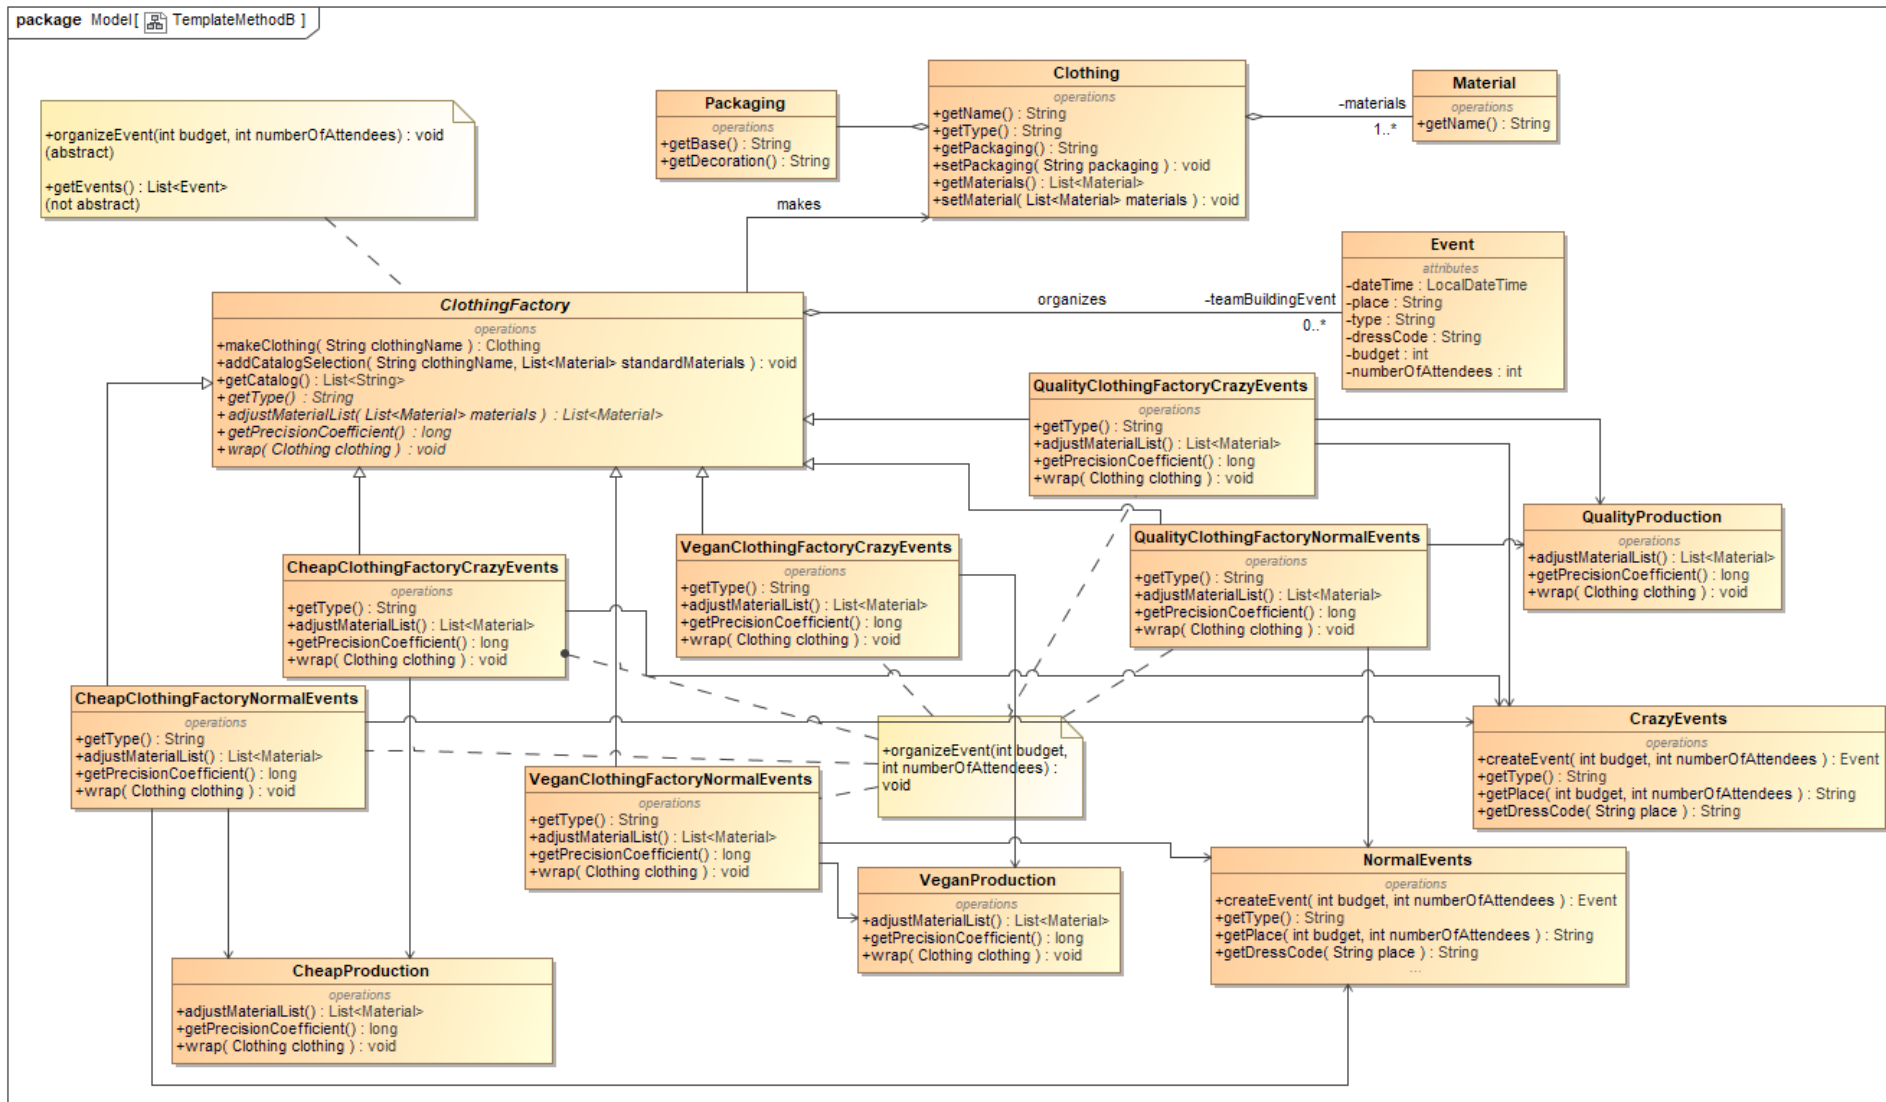 package Model [ TemplateMethodB ]
+organizeEvent(int budget, int numberOfAttendees) : void
(abstract)
+getEvents() : List<Event>
(not abstract)
Packaging
operations
+getBase() : String
+getDecoration() : String
Clothing
operations
+getName() : String
+getType() : String
+getPackaging() : String
+setPackaging( String packaging ) : void
+getMaterials() : List<Material>
+setMaterial( List<Material> materials ) : void
-materials
1..*
Material
operations
+getName() : String
makes
Event
attributes
-dateTime : LocalDateTime
-place : String
-type : String
-dressCode : String
-budget : int
-numberOfAttendees : int
organizes
-teamBuildingEvent
0..*
ClothingFactory
operations
+makeClothing( String clothingName ) : Clothing
+addCatalogSelection( String clothingName, List<Material> standardMaterials ) : void
+getCatalog() : List<String>
+getType() : String
+adjustMaterialList( List<Material> materials ) : List<Material>
+getPrecisionCoefficient() : long
+wrap( Clothing clothing ) : void
QualityClothingFactoryCrazyEvents
operations
+getType() : String
+adjustMaterialList() : List<Material>
+getPrecisionCoefficient() : long
+wrap( Clothing clothing ) : void
QualityProduction
operations
+adjustMaterialList() : List<Material>
+getPrecisionCoefficient() : long
+wrap( Clothing clothing ) : void
QualityClothingFactoryNormalEvents
operations
+getType() : String
+adjustMaterialList() : List<Material>
+getPrecisionCoefficient() : long
+wrap( Clothing clothing ) : void
VeganClothingFactoryCrazyEvents
operations
+getType() : String
+adjustMaterialList() : List<Material>
+getPrecisionCoefficient() : long
+wrap( Clothing clothing ) : void
CheapClothingFactoryCrazyEvents
operations
+getType() : String
+adjustMaterialList() : List<Material>
+getPrecisionCoefficient() : long
+wrap( Clothing clothing ) : void
CheapClothingFactoryNormalEvents
operations
+getType() : String
+adjustMaterialList() : List<Material>
+getPrecisionCoefficient() : long
+wrap( Clothing clothing ) : void
+organizeEvent(int budget,
int numberOfAttendees) :
void
CrazyEvents
operations
+createEvent( int budget, int numberOfAttendees ) : Event
+getType() : String
+getPlace( int budget, int numberOfAttendees ) : String
+getDressCode( String place ) : String
VeganClothingFactoryNormalEvents
operations
+getType() : String
+adjustMaterialList() : List<Material>
+getPrecisionCoefficient() : long
+wrap( Clothing clothing ) : void
NormalEvents
operations
+createEvent( int budget, int numberOfAttendees ) : Event
+getType() : String
+getPlace( int budget, int numberOfAttendees ) : String
+getDressCode( String place ) : String
...
VeganProduction
operations
+adjustMaterialList() : List<Material>
+getPrecisionCoefficient() : long
+wrap( Clothing clothing ) : void
CheapProduction
operations
+adjustMaterialList() : List<Material>
+getPrecisionCoefficient() : long
+wrap( Clothing clothing ) : void